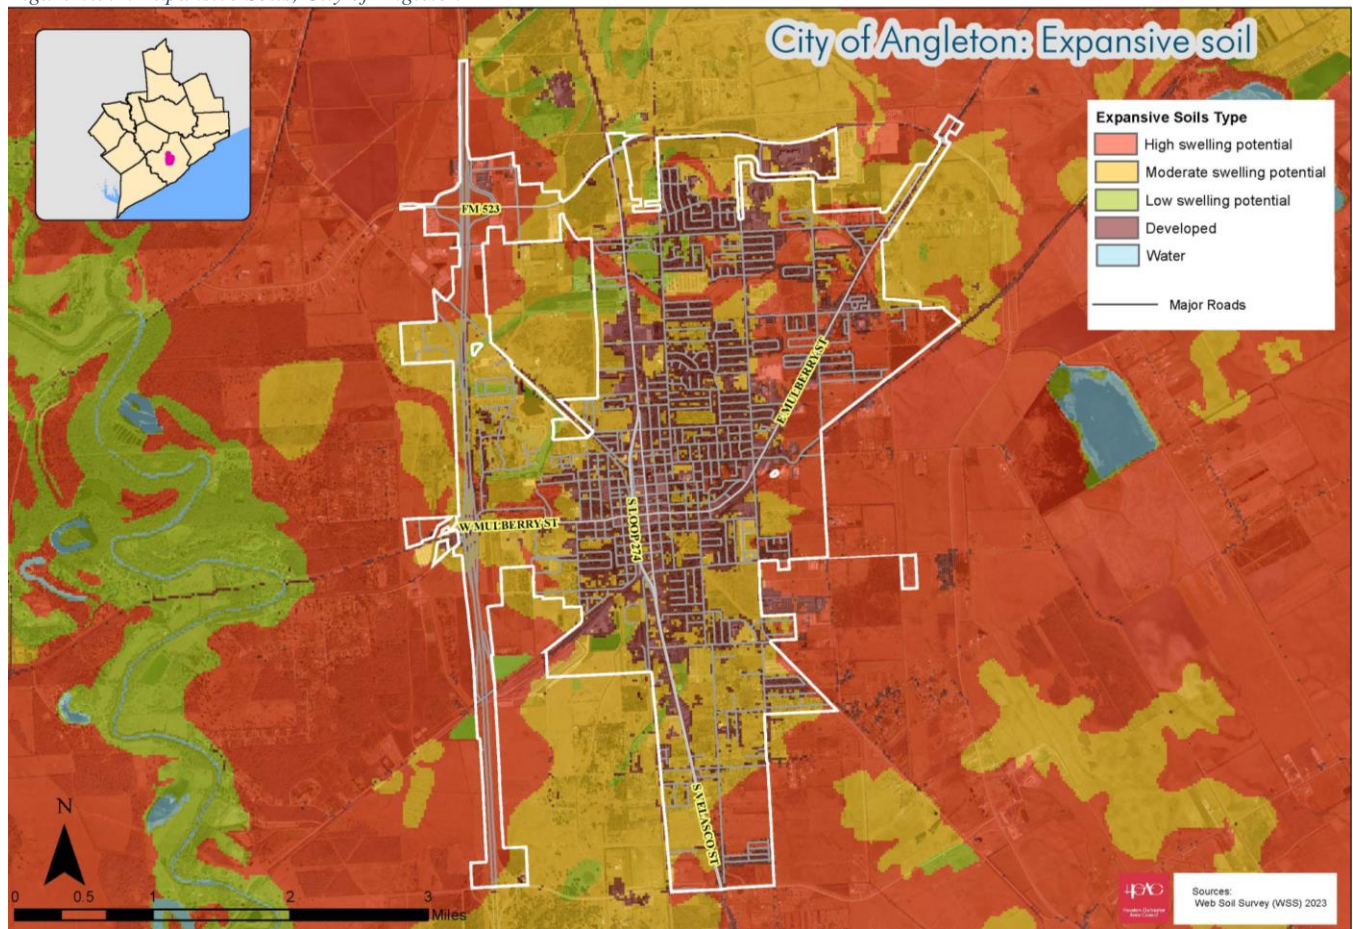 City of Angleton: Expansive soil
Expansive Soils Type
High swelling potential
Moderate swelling potential
Low swelling potential
Developed
Water
Major Roads
FM 523
E MULBERRY ST
W MULBERRY ST
S LOOP 274
S VELASCO ST
N
0 0.5 1 2 3
Miles
Sources:
Web Soil Survey (WSS) 2023